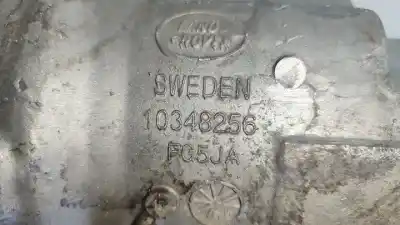 LAND
ROVER
SWEDEN
10348256
FG5JA